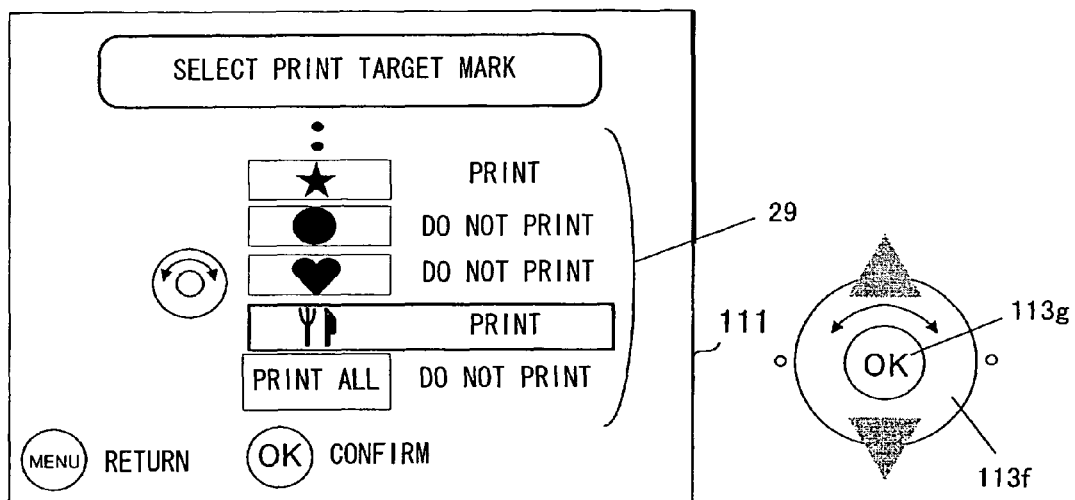 SELECT PRINT TARGET MARK
PRINT
DO NOT PRINT
DO NOT PRINT
PRINT
PRINT ALL DO NOT PRINT
MENU RETURN OK CONFIRM
29
111
OK
113g
113f